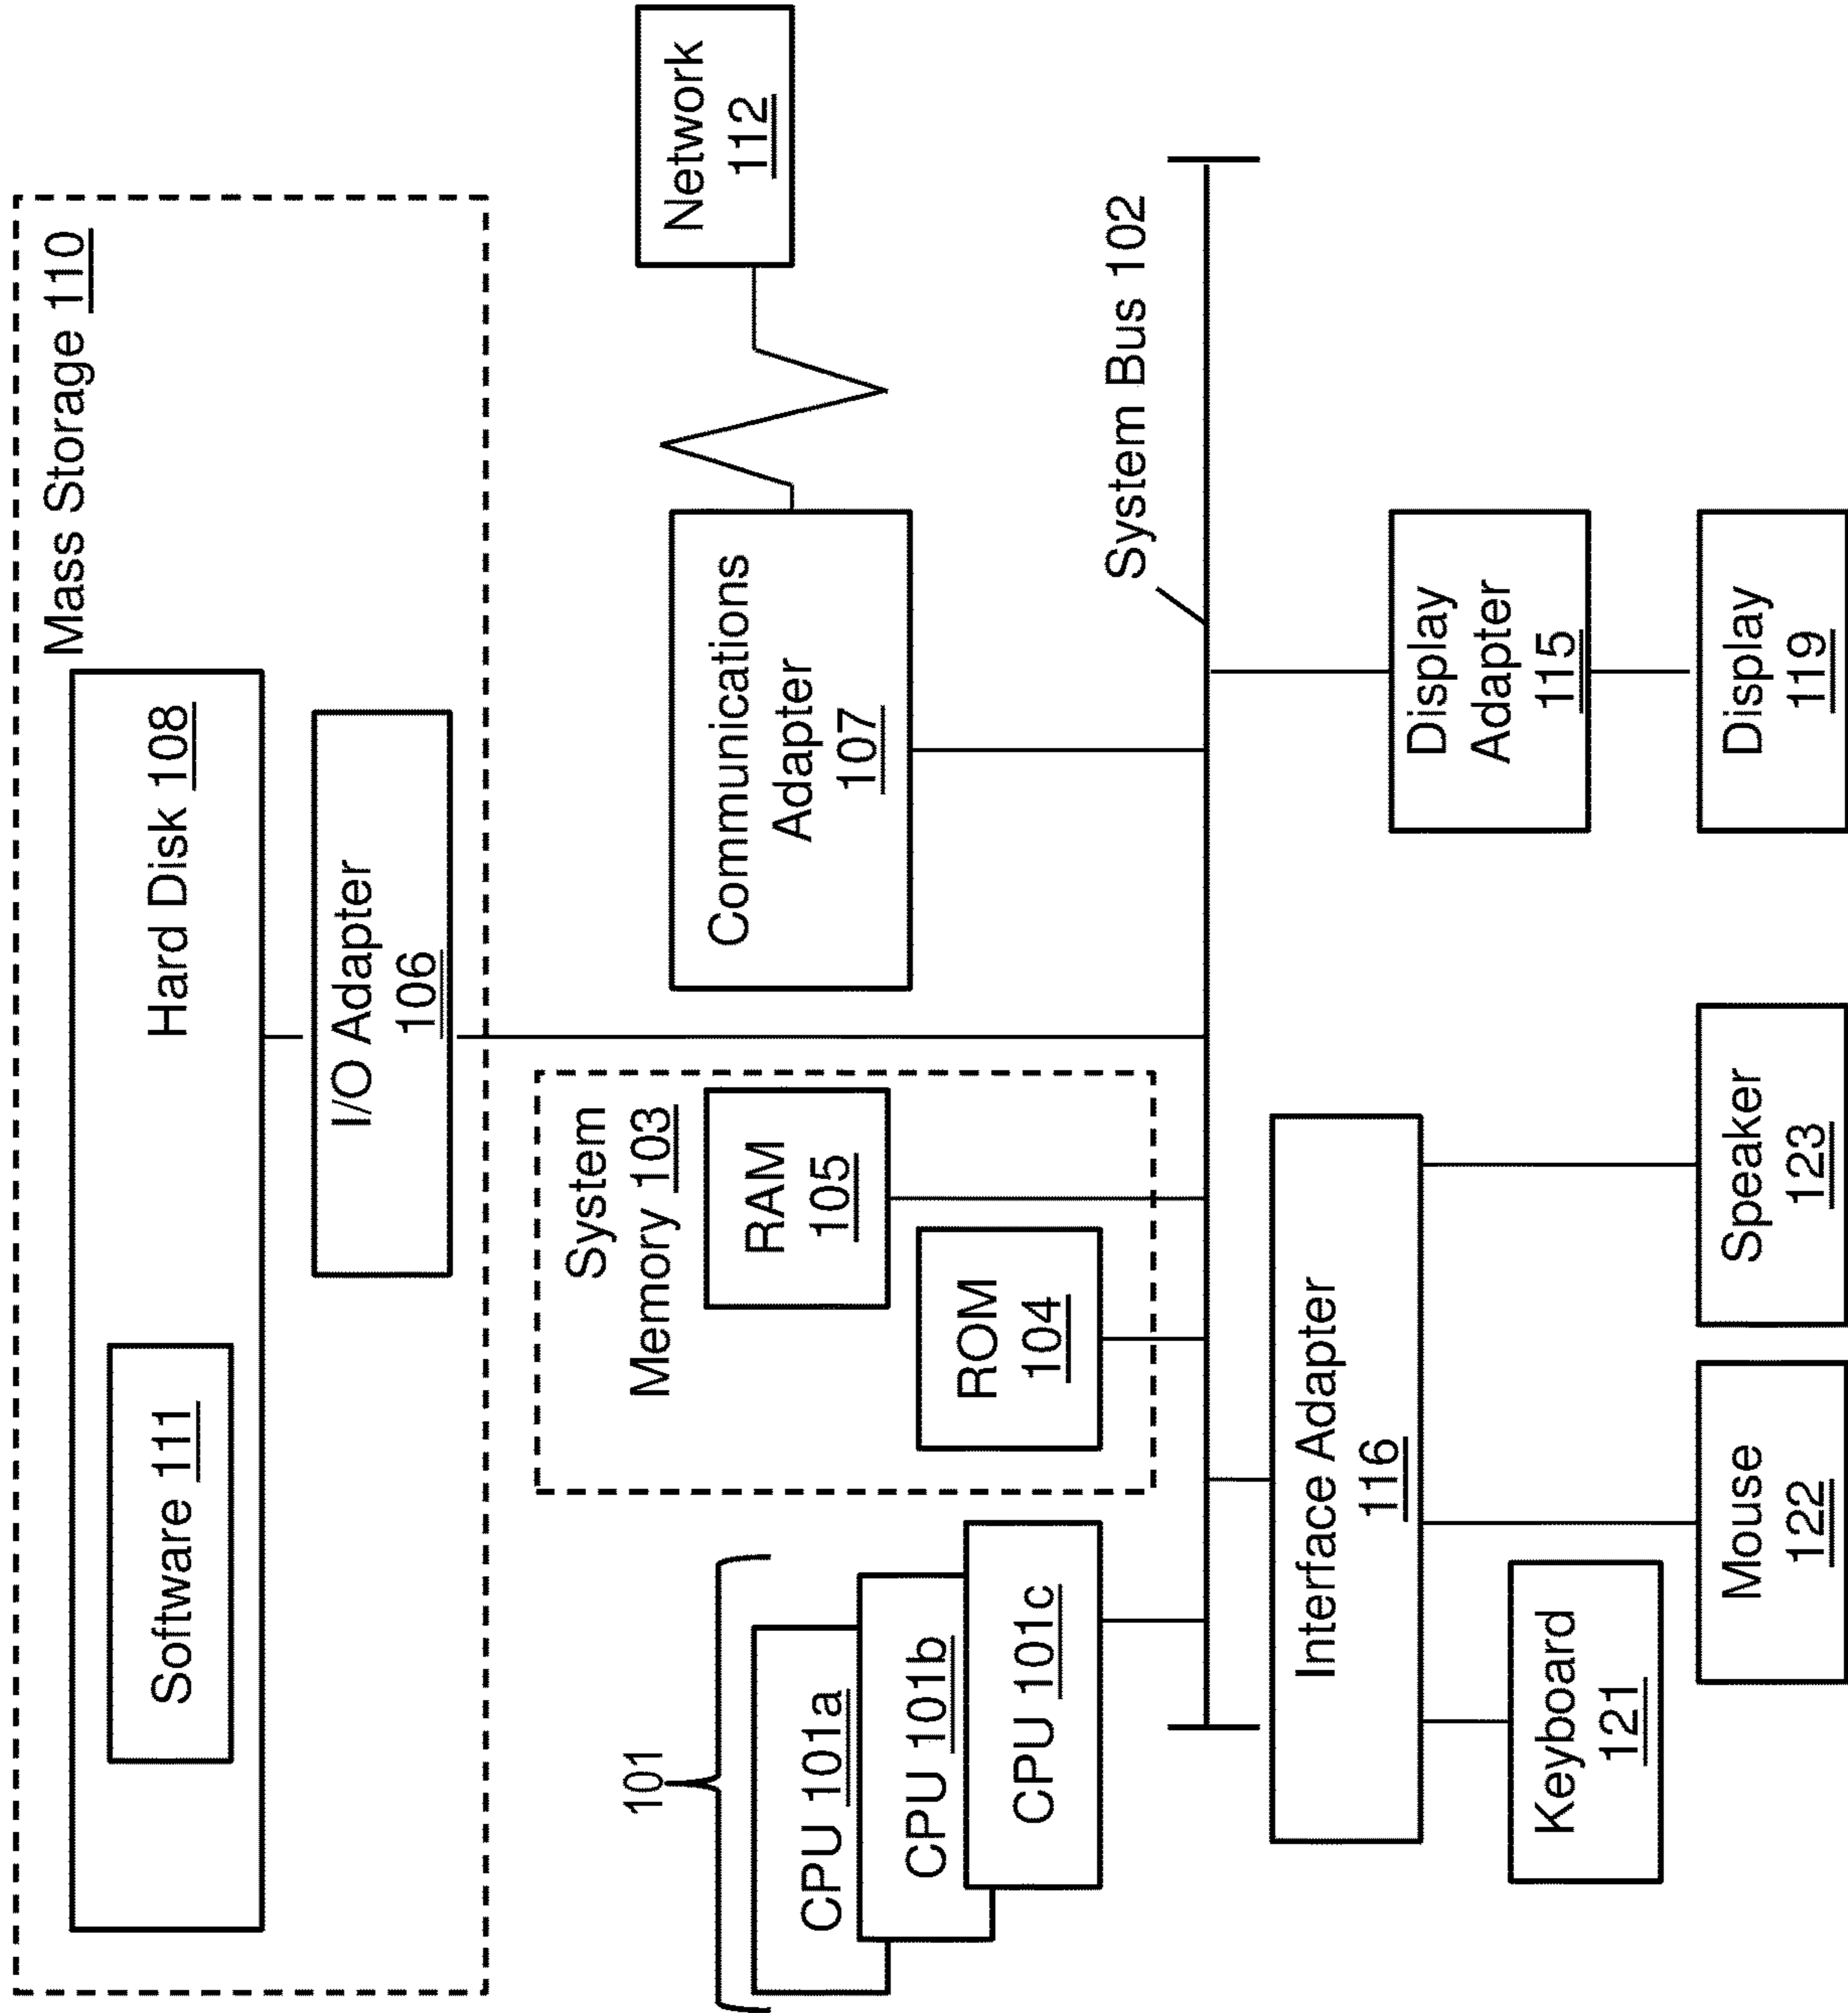 Mass Storage 110
Hard Disk 108
Software 111
I/O Adapter
106
101
CPU 101a
CPU 101b
CPU 101c
System
Memory 103
RAM
105
ROM
104
Communications
Adapter
107
Network
112
System Bus 102
Interface Adapter
116
Display
Adapter
115
Keyboard
121
Mouse
122
Speaker
123
Display
119